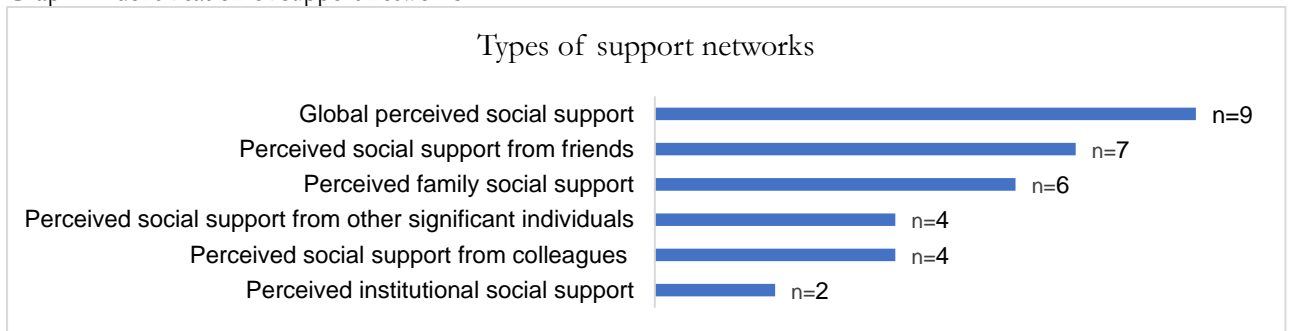 Types of support networks
Global perceived social support n=9
Perceived social support from friends n=7
Perceived family social support n=6
Perceived social support from other significant individuals n=4
Perceived social support from colleagues n=4
Perceived institutional social support n=2